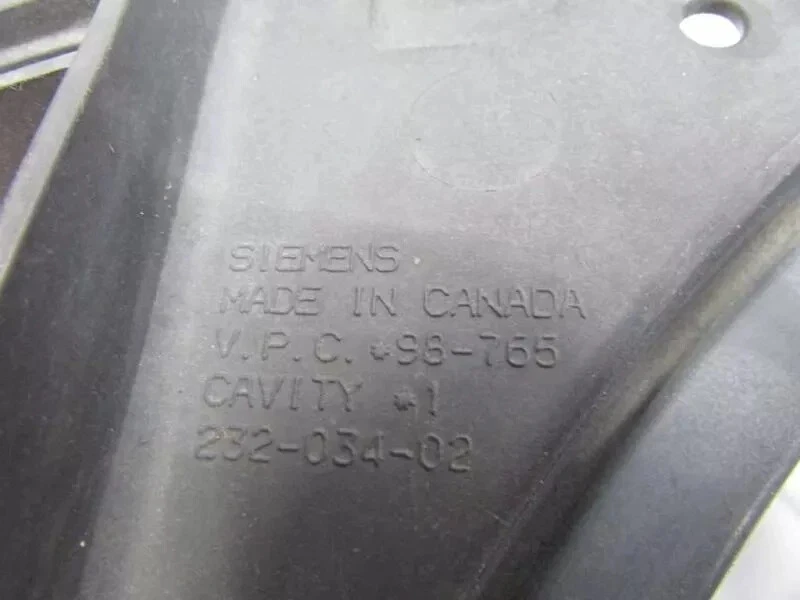 SIEMENS
MADE IN CANADA
V.P.C. #98-765
CAVITY #1
232-034-02